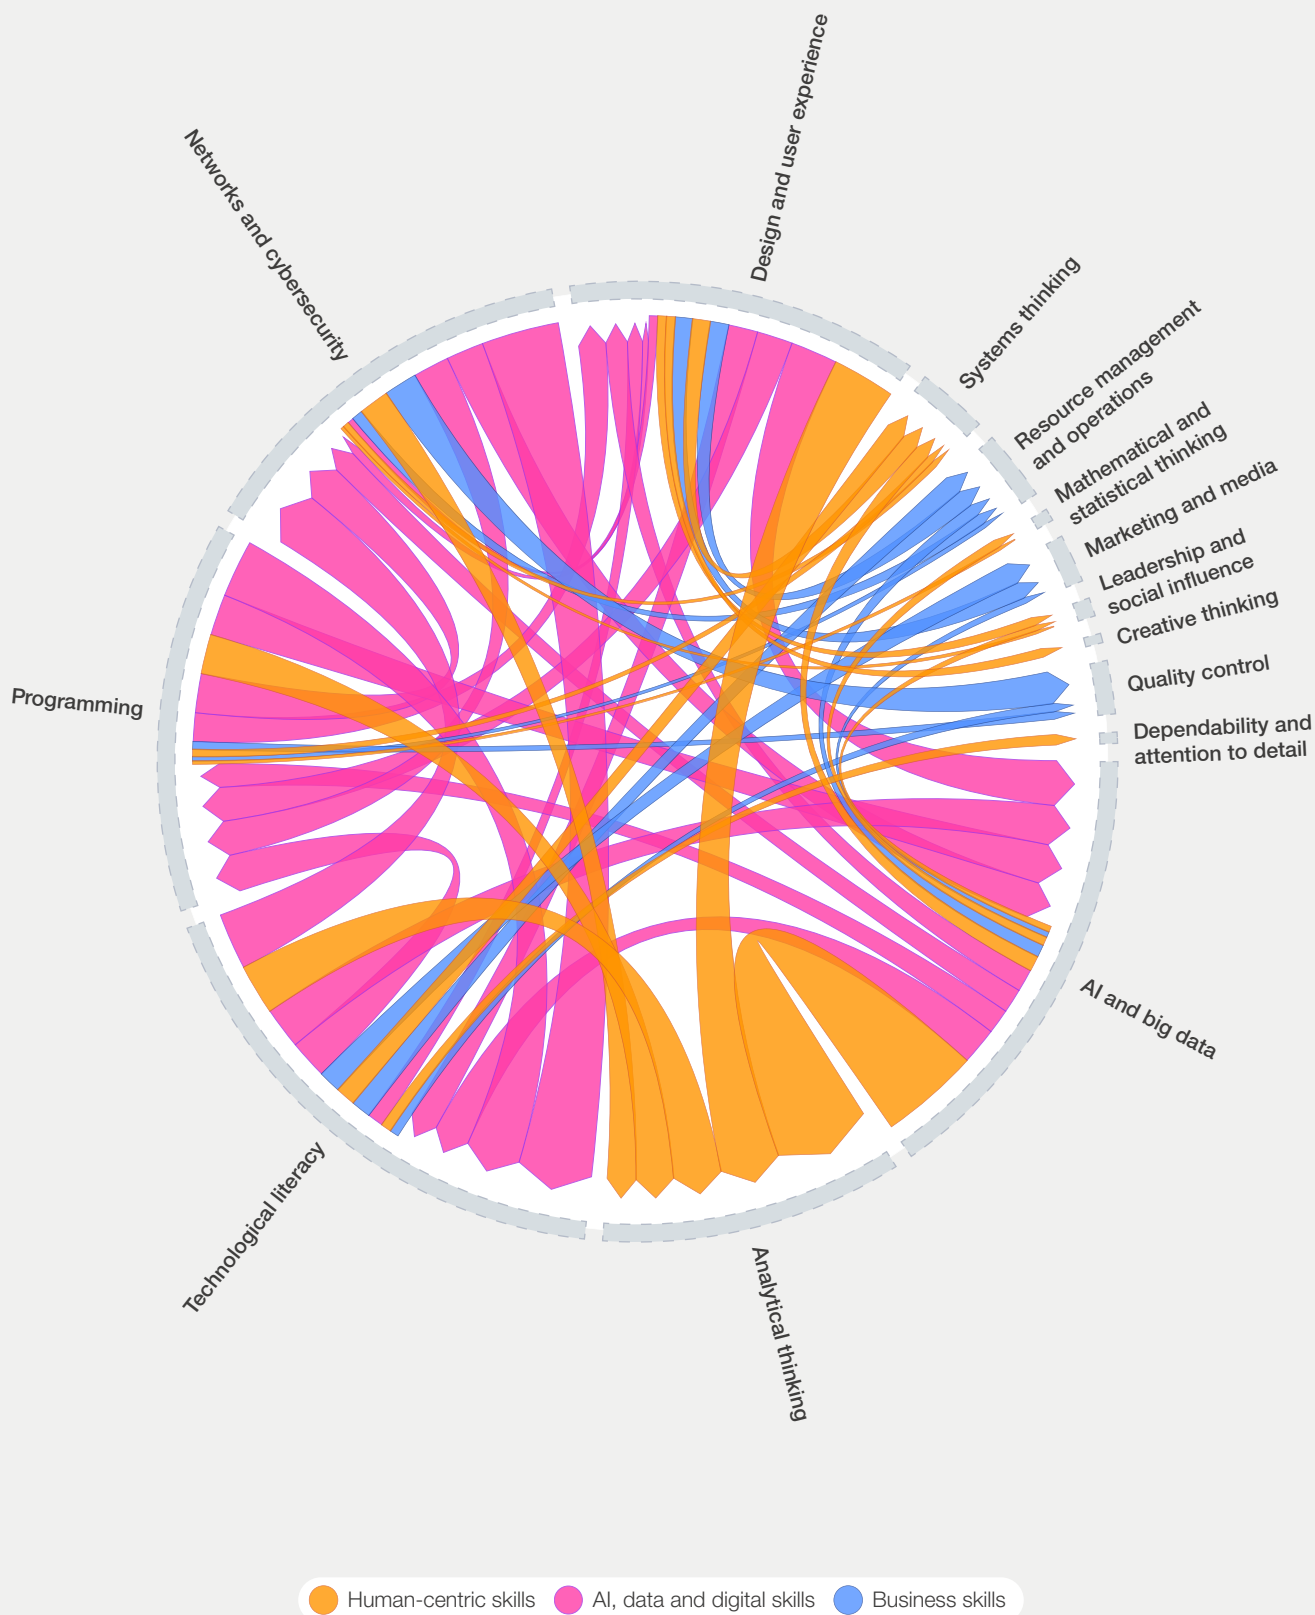 Design and user experience
Networks and cybersecurity
Systems thinking
Resource management
and operations
Mathematical and
statistical thinking
Marketing and media
Leadership and
social influence
Creative thinking
Quality control
Dependability and
attention to detail
Programming
AI and big data
Technological literacy
Analytical thinking
Human-centric skills
AI, data and digital skills
Business skills